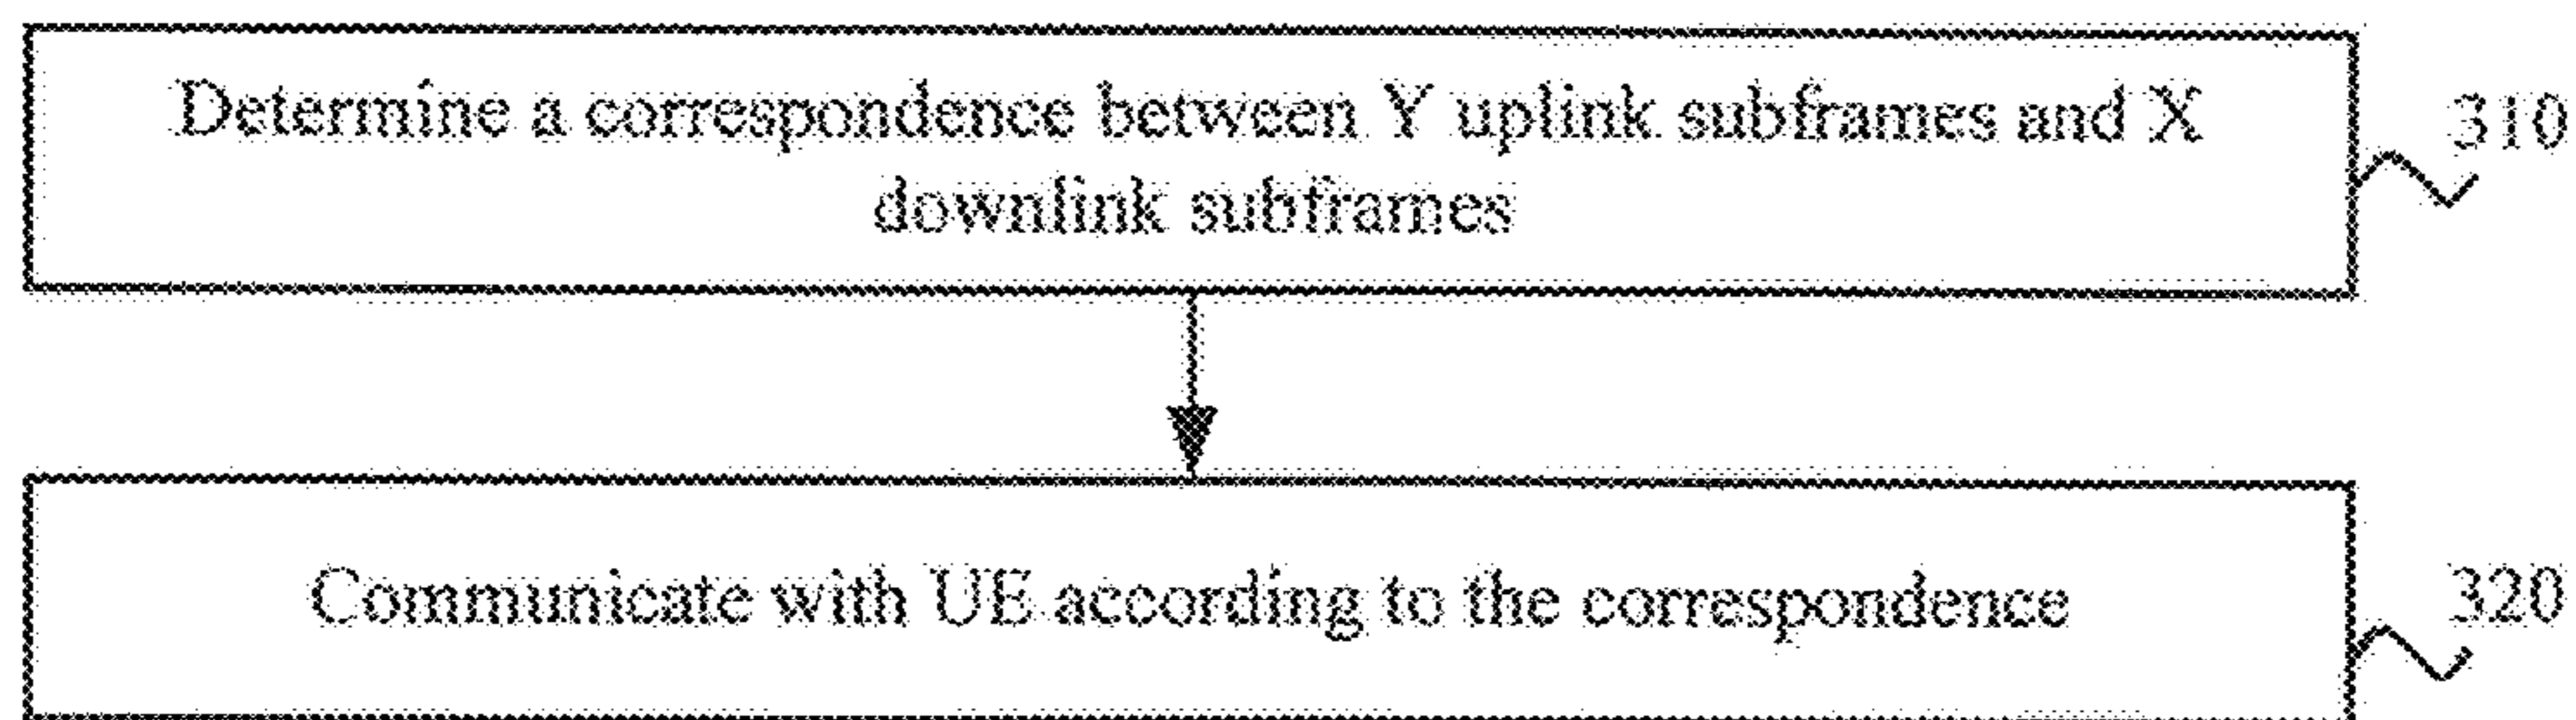 Determine a correspondence between Y uplink subframes and X
downlink subframes
310
Communicate with UE according to the correspondence
320